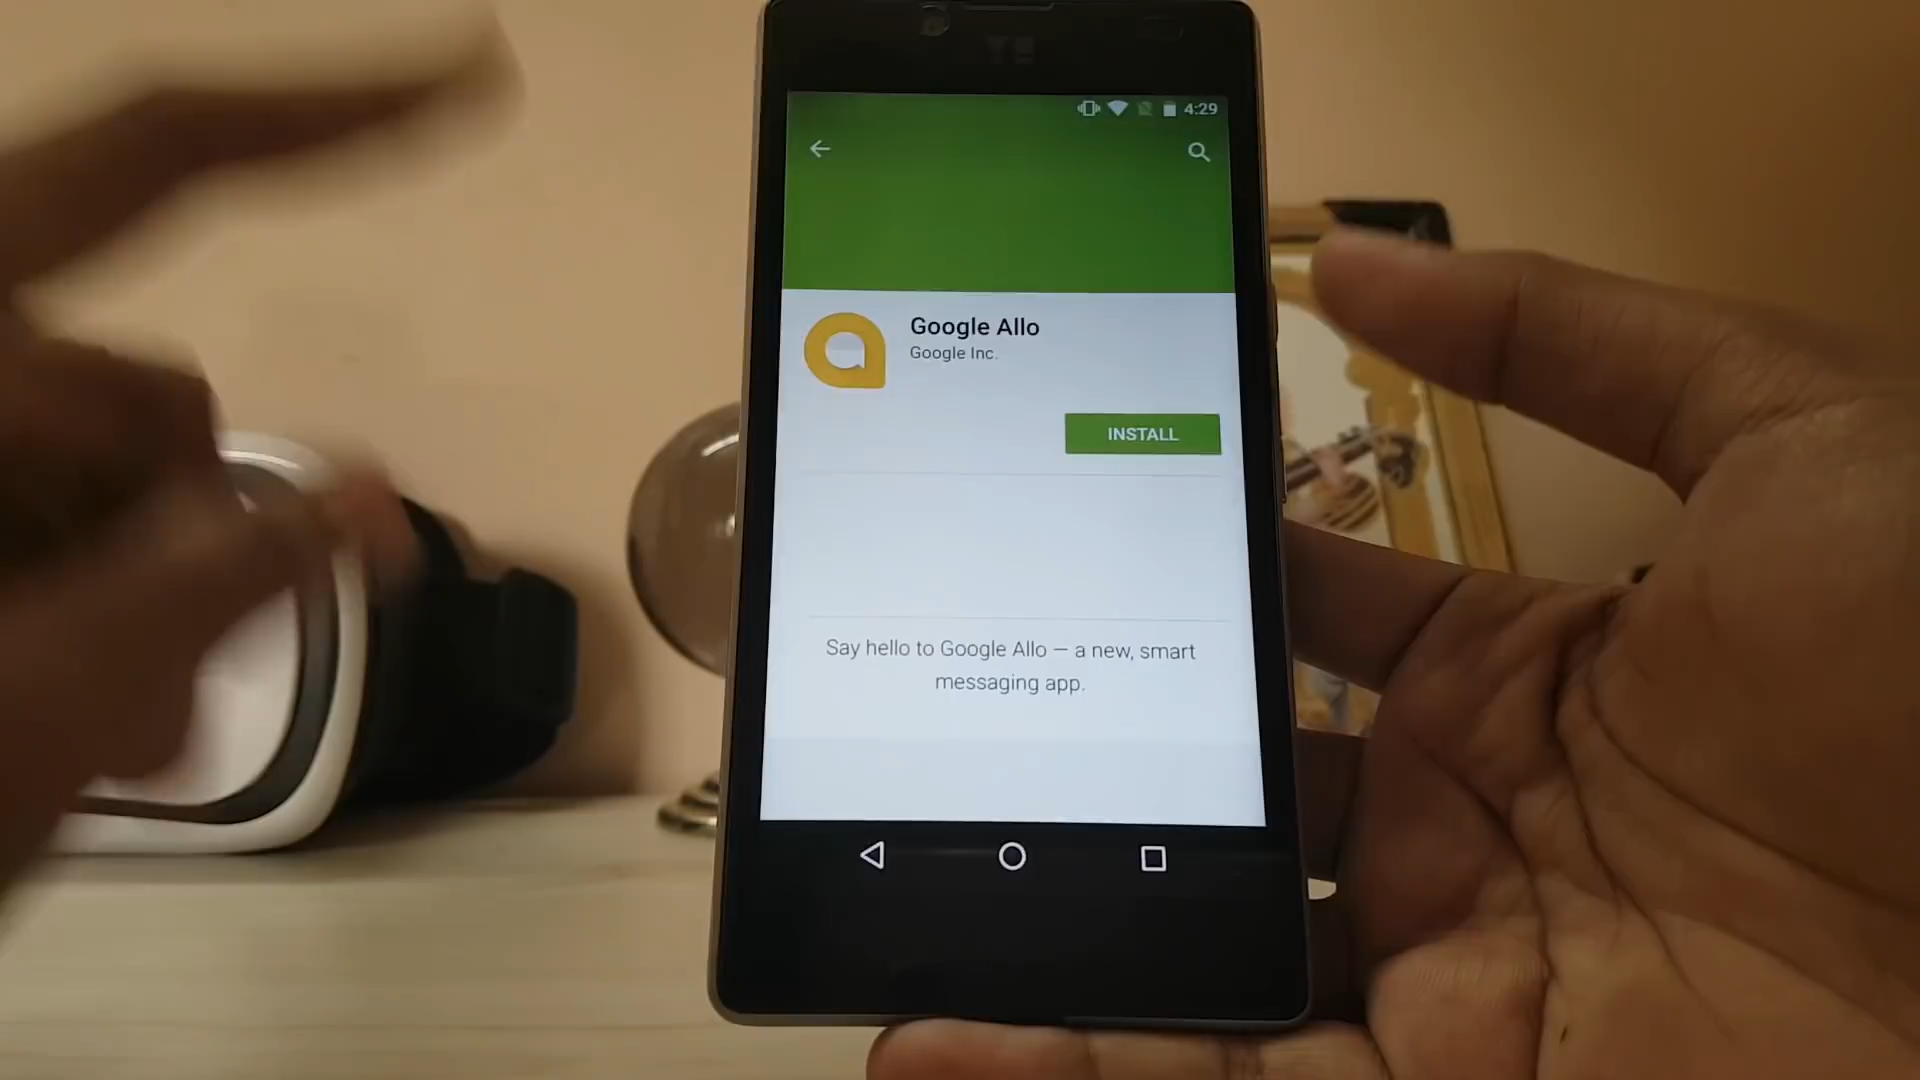 4:29
Google Allo
Google Inc.
INSTALL
Say hello to Google Allo — a new, smart
messaging app.